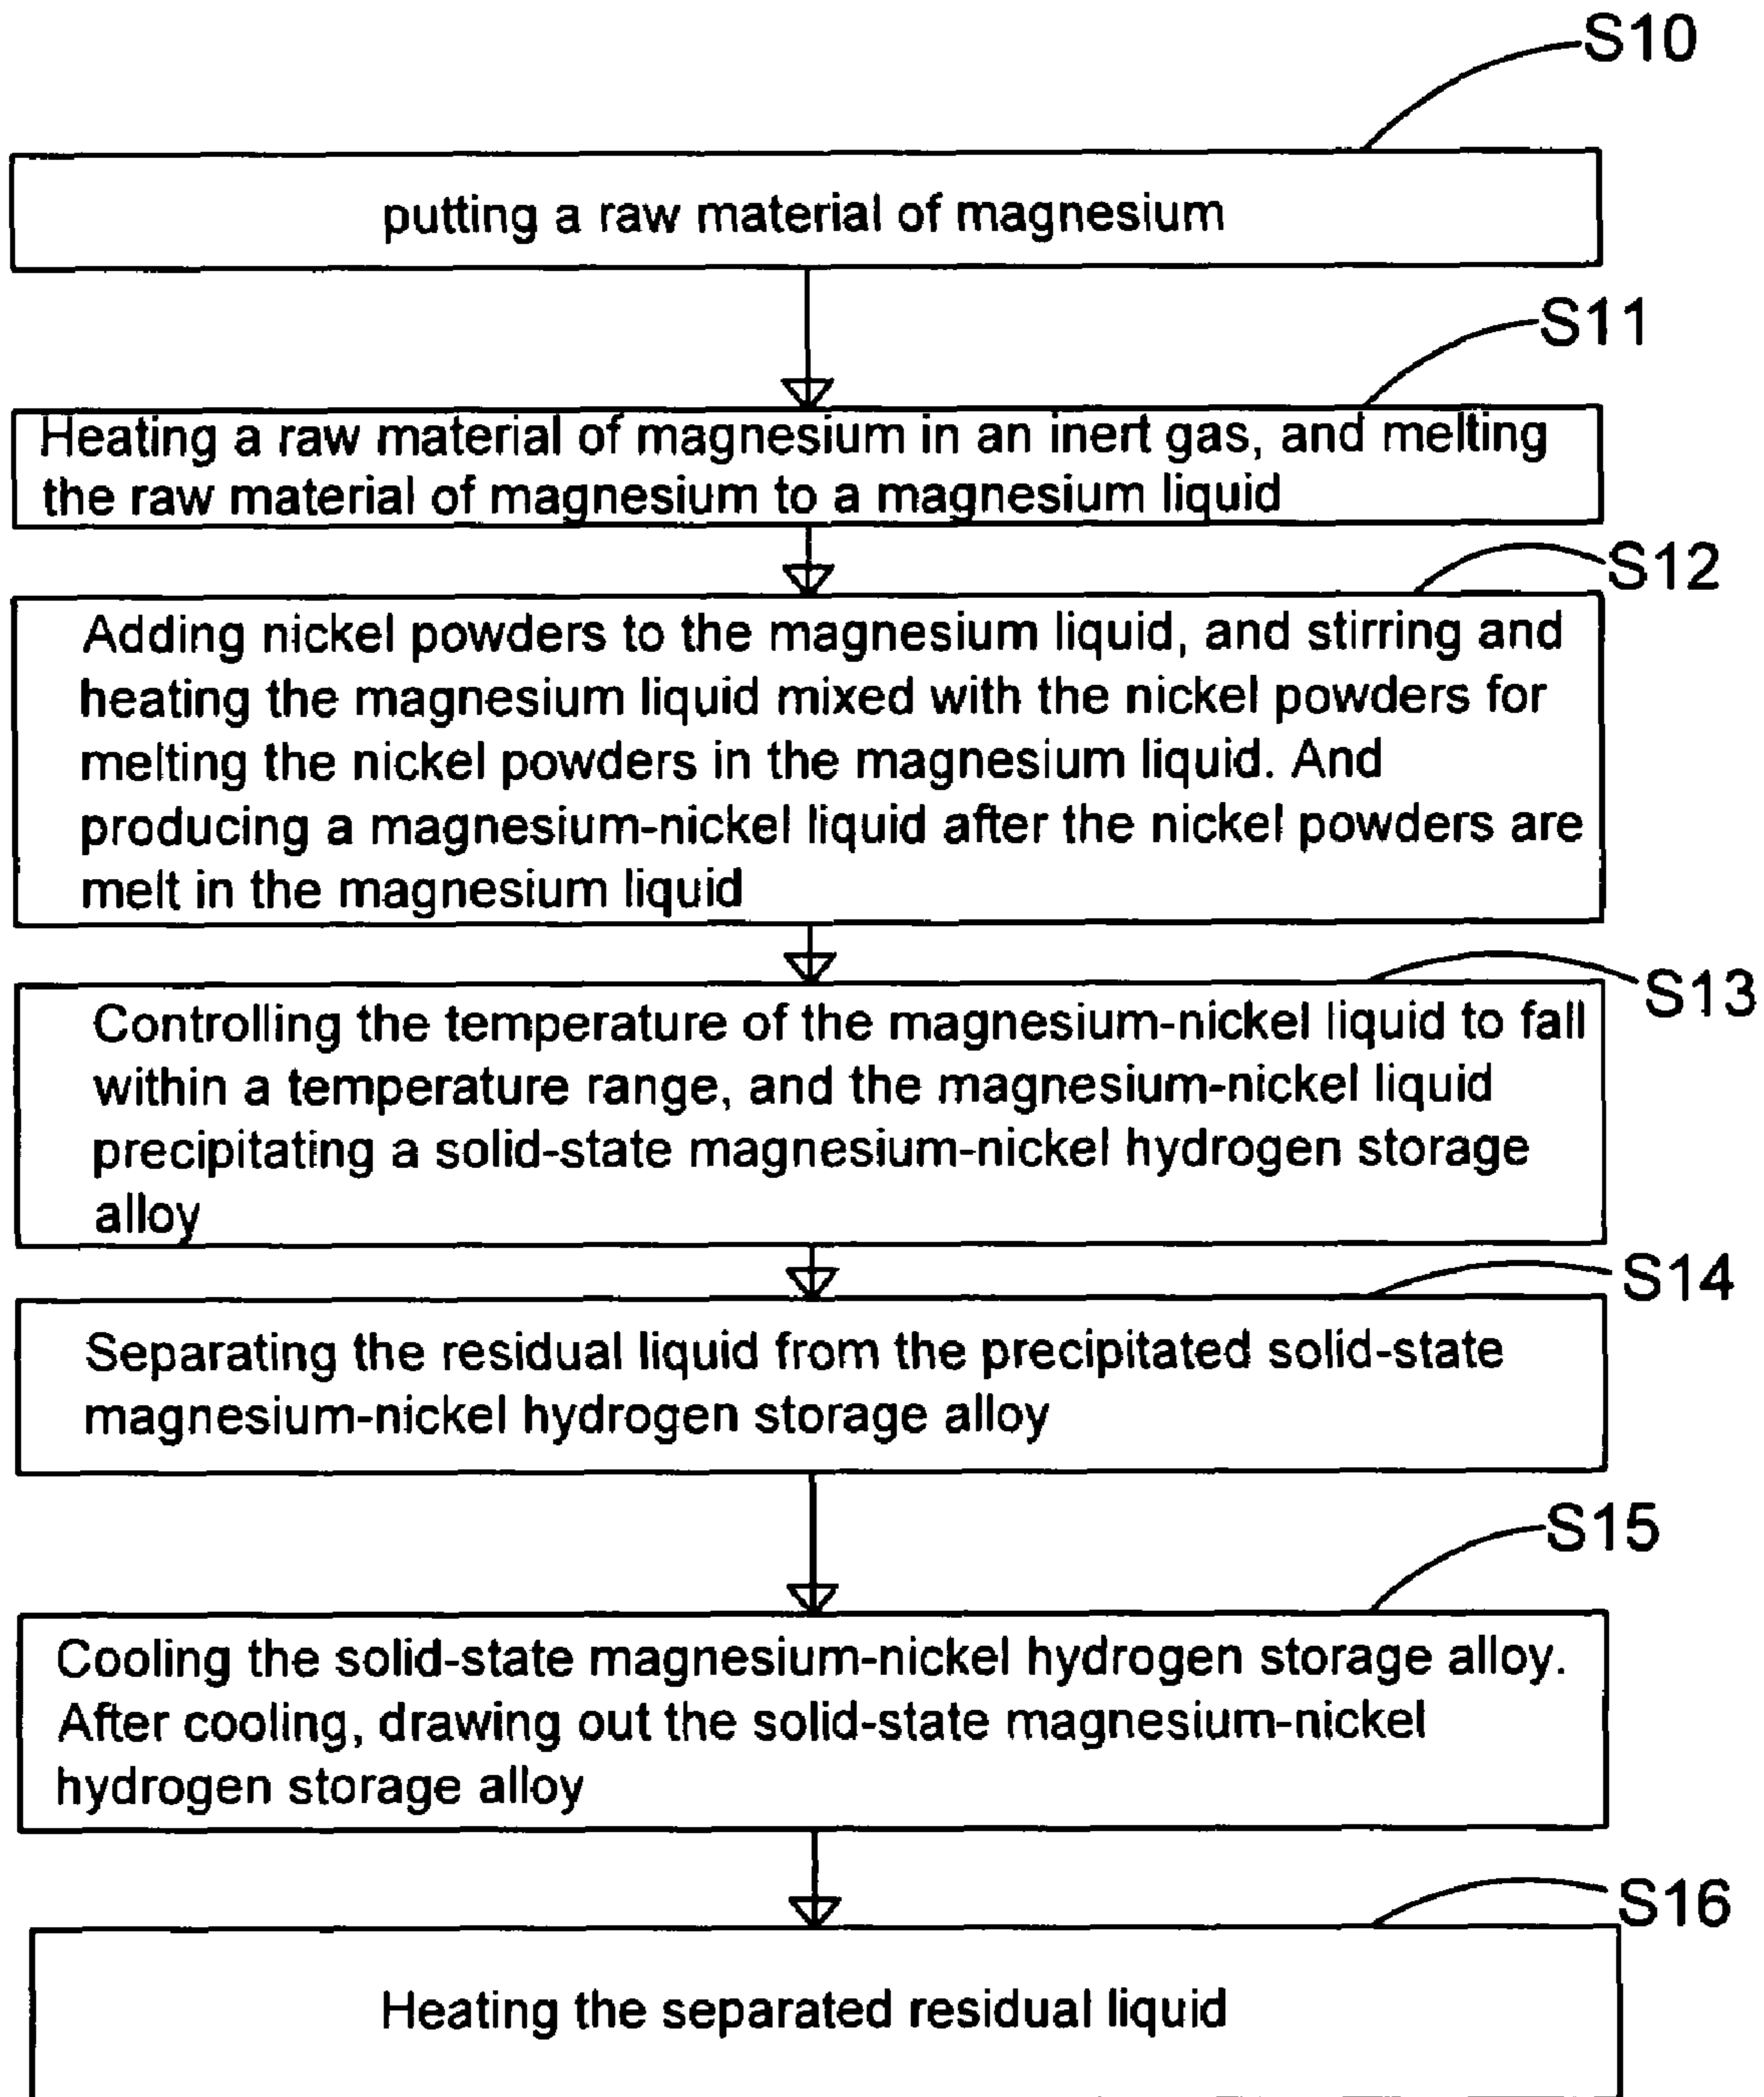 S10
putting a raw material of magnesium
S11
Heating a raw material of magnesium in an inert gas, and melting
the raw material of magnesium to a magnesium liquid
S12
Adding nickel powders to the magnesium liquid, and stirring and
heating the magnesium liquid mixed with the nickel powders for
melting the nickel powders in the magnesium liquid. And
producing a magnesium-nickel liquid after the nickel powders are
melt in the magnesium liquid
S13
Controlling the temperature of the magnesium-nickel liquid to fall
within a temperature range, and the magnesium-nickel liquid
precipitating a solid-state magnesium-nickel hydrogen storage
alloy
S14
Separating the residual liquid from the precipitated solid-state
magnesium-nickel hydrogen storage alloy
S15
Cooling the solid-state magnesium-nickel hydrogen storage alloy.
After cooling, drawing out the solid-state magnesium-nickel
hydrogen storage alloy
S16
Heating the separated residual liquid